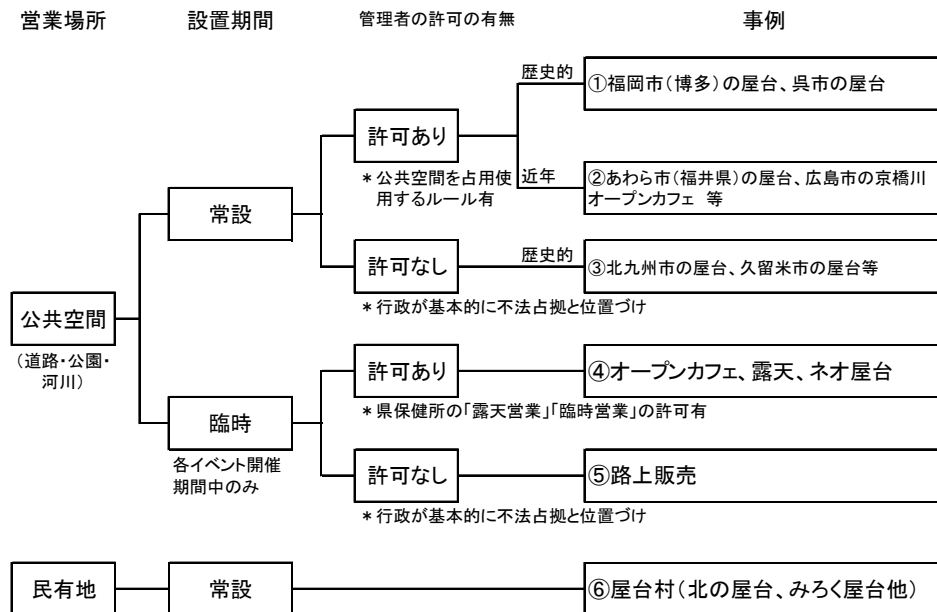 営業場所 設置期間 管理者の許可の有無 事例
歴史的
①福岡市(博多)の屋台、呉市の屋台
許可あり
*公共空間を占用使
用するルール有
近年
②あわら市(福井県)の屋台、広島市の京橋川
オープンカフェ 等
常設
許可なし
歴史的
③北九州市の屋台、久留米市の屋台等
*行政が基本的に不法占拠と位置づけ
公共空間
(道路・公園・
河川)
許可あり
④オープンカフェ、露天、ネオ屋台
*県保健所の「露天営業」「臨時営業」の許可有
臨時
各イベント開催
期間中のみ
許可なし
⑤路上販売
*行政が基本的に不法占拠と位置づけ
民有地
常設
⑥屋台村(北の屋台、みろく屋台他)